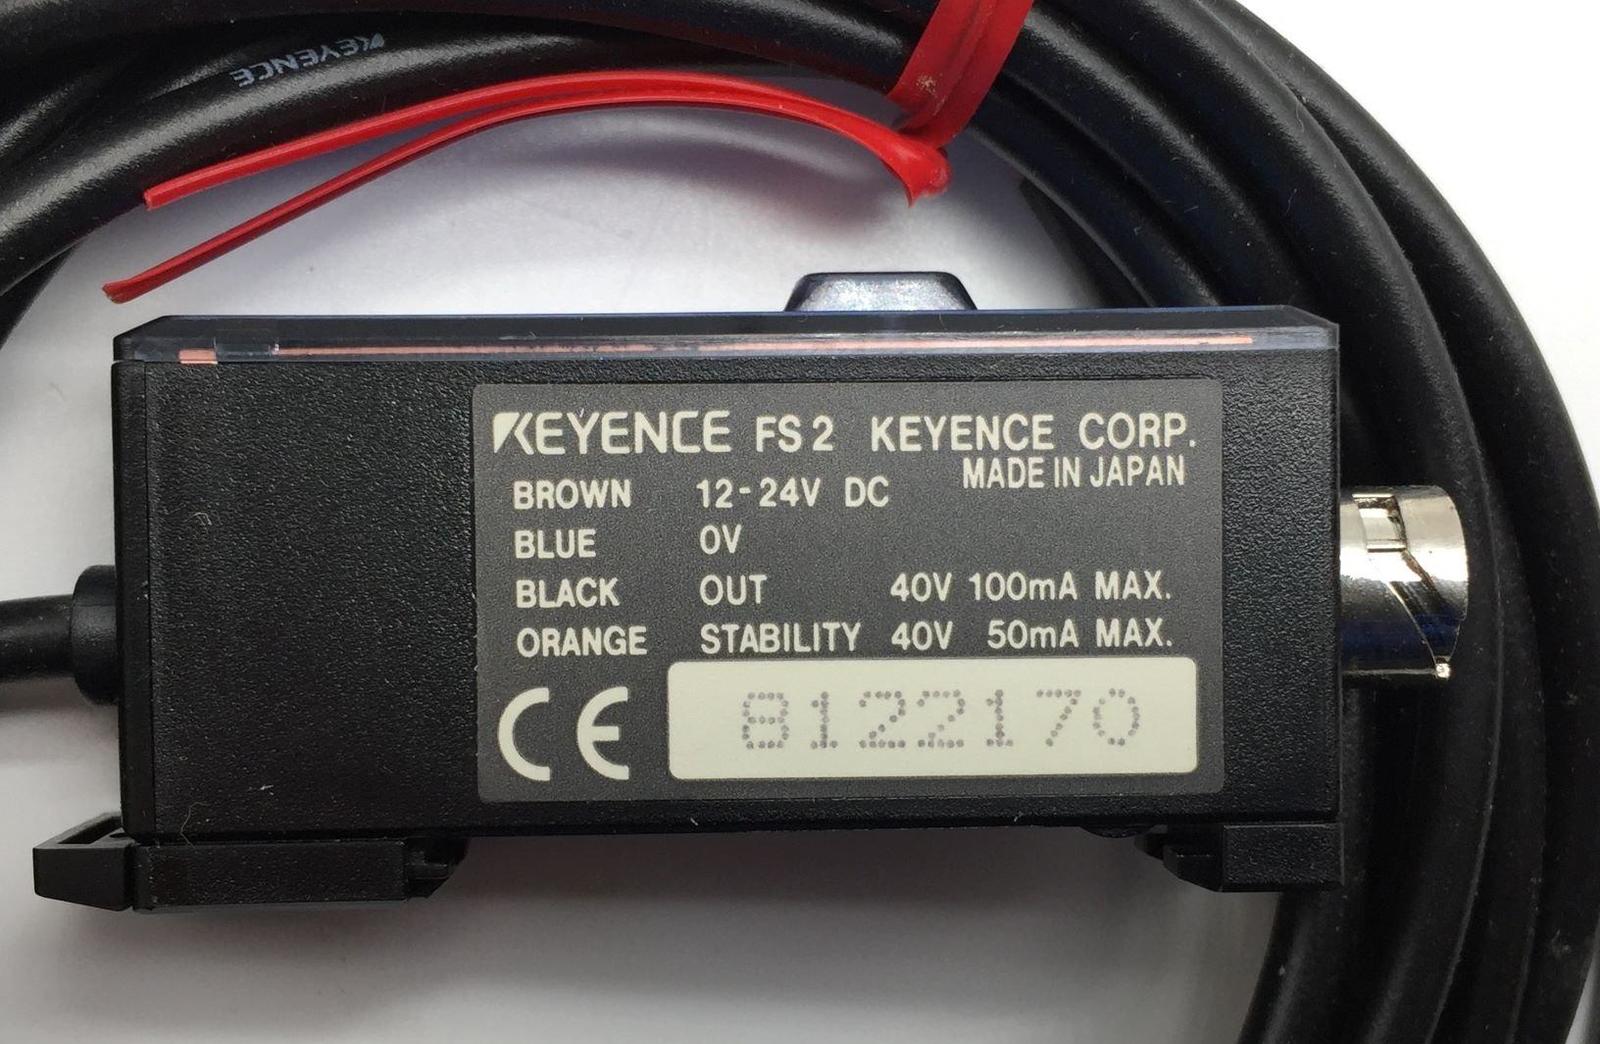 KEYENCE
KEYENCE FS2 KEYENCE CORP.
MADE IN JAPAN
BROWN 12-24V DC
BLUE 0V
BLACK OUT 40V 100mA MAX.
ORANGE STABILITY 40V 50mA MAX.
CE 8122170